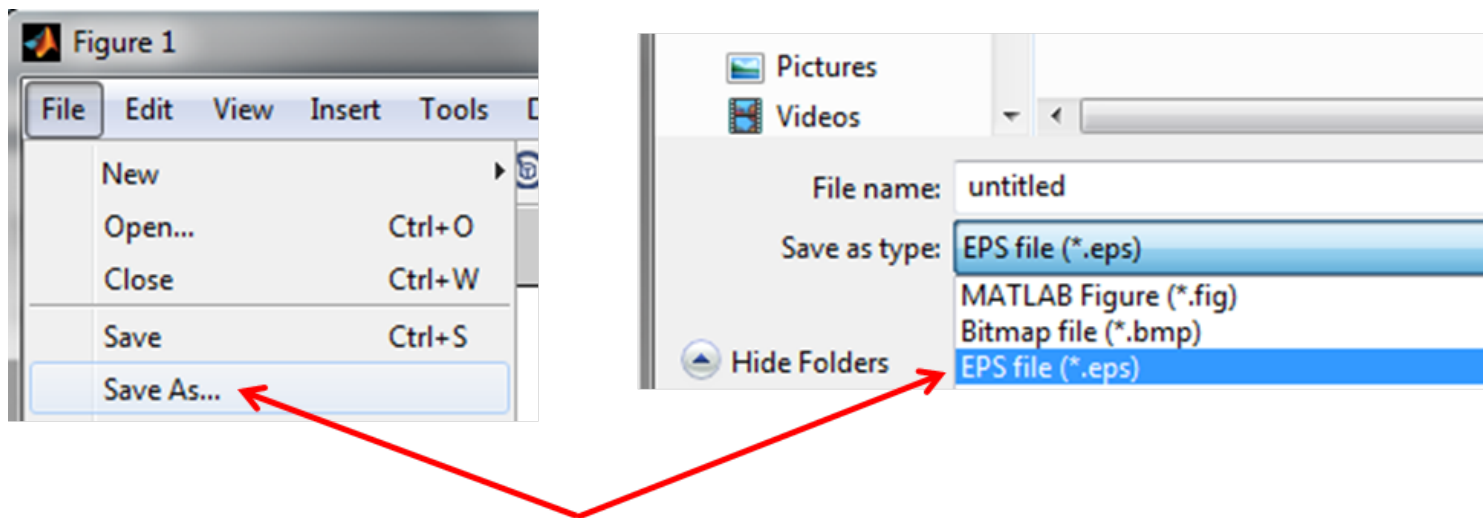 Figure 1
File Edit View Insert Tools D
New
Open... Ctrl+O
Close Ctrl+W
Save Ctrl+S
Save As...
Pictures
Videos
File name: untitled
Save as type: EPS file (*.eps)
MATLAB Figure (*.fig)
Bitmap file (*.bmp)
Hide Folders EPS file (*.eps)